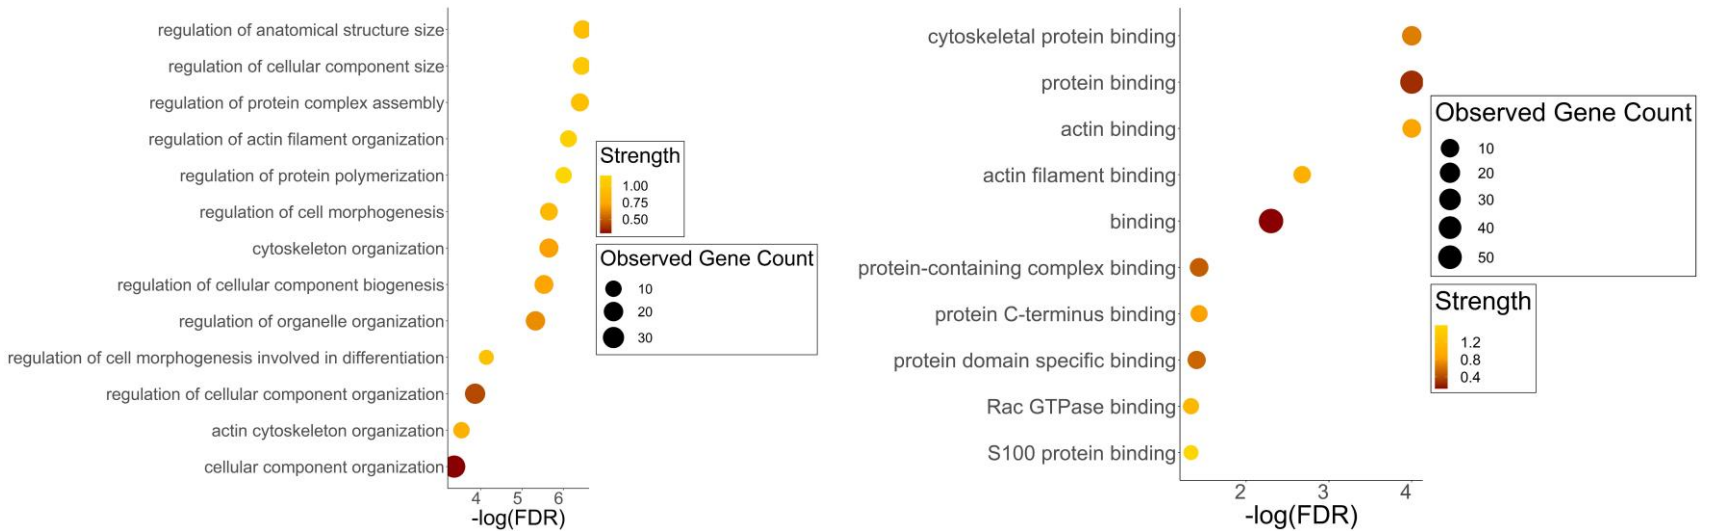 regulation of anatomical structure size
regulation of cellular component size
regulation of protein complex assembly
regulation of actin filament organization
regulation of protein polymerization
regulation of cell morphogenesis
cytoskeleton organization
regulation of cellular component biogenesis
regulation of organelle organization
regulation of cell morphogenesis involved in differentiation
regulation of cellular component organization
actin cytoskeleton organization
cellular component organization
4 5 6
-log(FDR)
Strength
1.00
0.75
0.50
Observed Gene Count
10
20
30
cytoskeletal protein binding
protein binding
actin binding
actin filament binding
binding
protein-containing complex binding
protein C-terminus binding
protein domain specific binding
Rac GTPase binding
S100 protein binding
2 3 4
-log(FDR)
Observed Gene Count
10
20
30
40
50
Strength
1.2
0.8
0.4